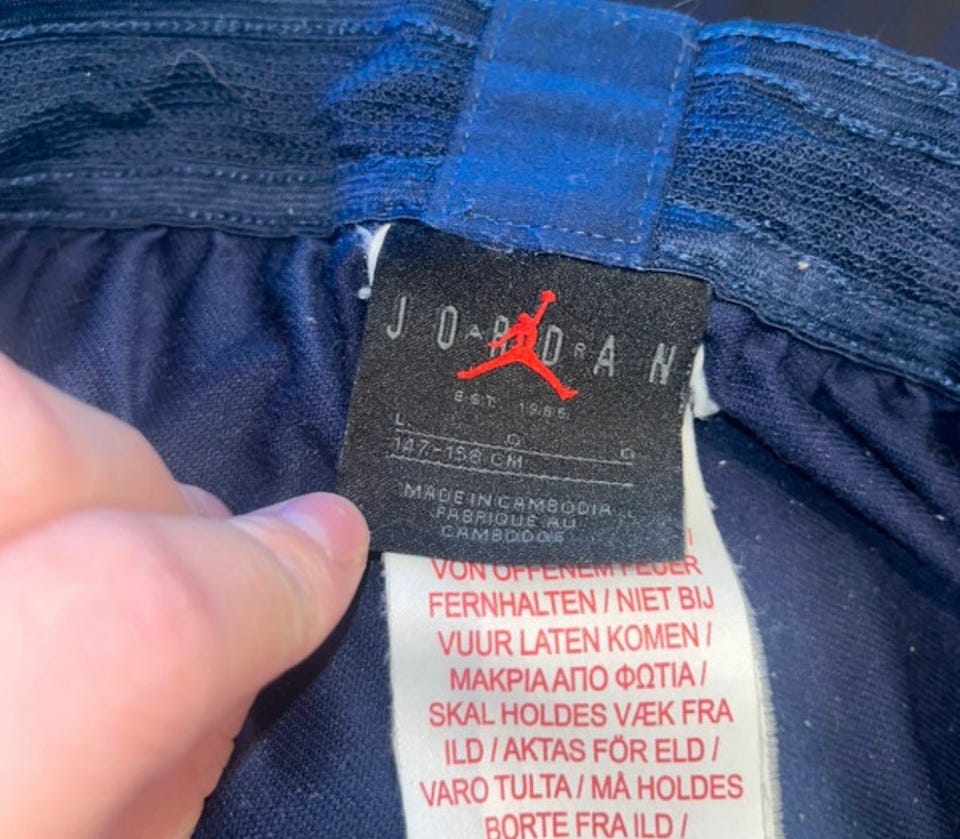 JORDAN
AIR
EST. 1985
L G G
147-158 CM
MADE IN CAMBODIA
FABRIQUE AU
CAMBODGE
VON OFFENEM FEUER
FERNHALTEN / NIET BIJ
VUUR LATEN KOMEN /
ΜΑΚΡΙΑ ΑΠΟ ΦΩΤΙΑ /
SKAL HOLDES VÆK FRA
ILD / AKTAS FÖR ELD /
VARO TULTA / MÅ HOLDES
BORTE FRA ILD /